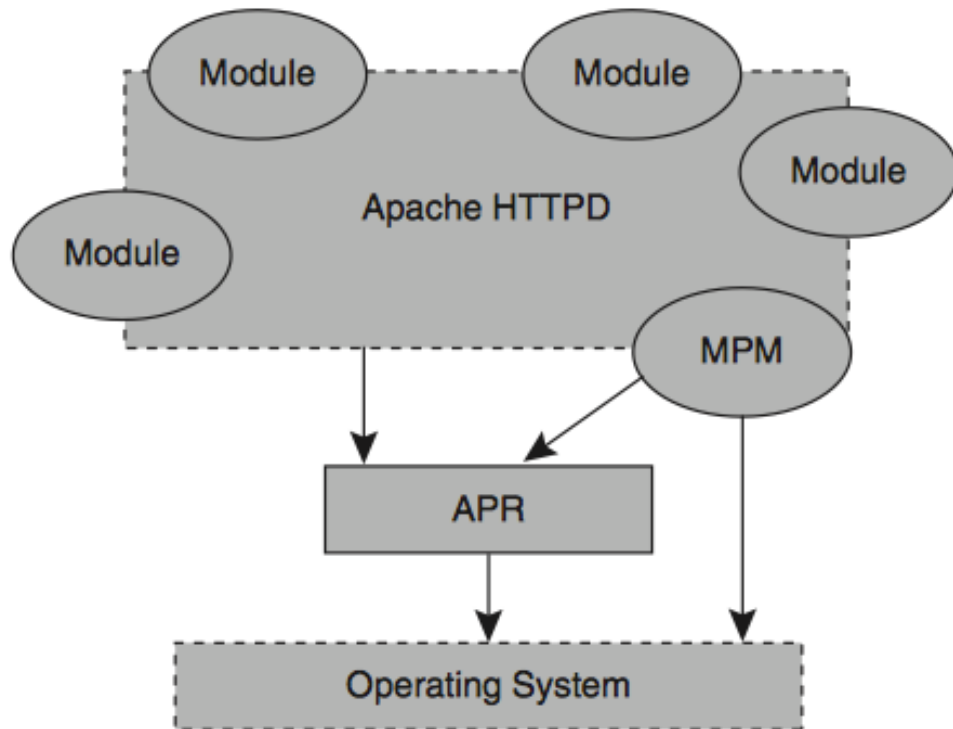 Module
Module
Module
Apache HTTPD
Module
MPM
APR
Operating System